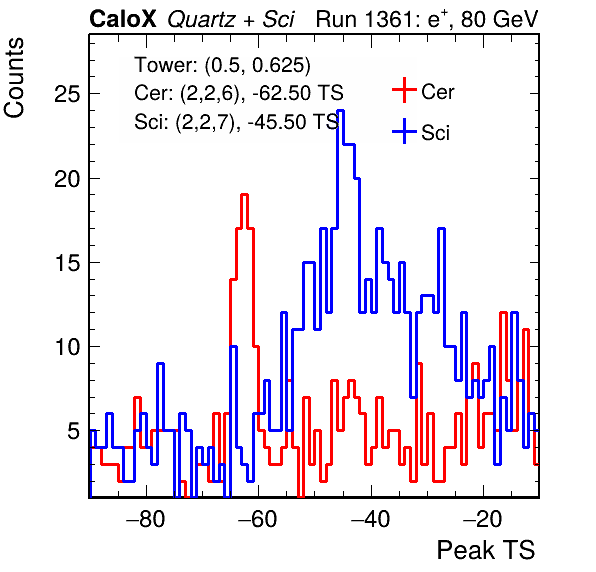 CaloX Quartz + Sci Run 1361: e+, 80 GeV
Tower: (0.5, 0.625)
Cer: (2,2,6), -62.50 TS
Sci: (2,2,7), -45.50 TS
Cer
Sci
Counts
25
20
15
10
5
−80 −60 −40 −20
Peak TS